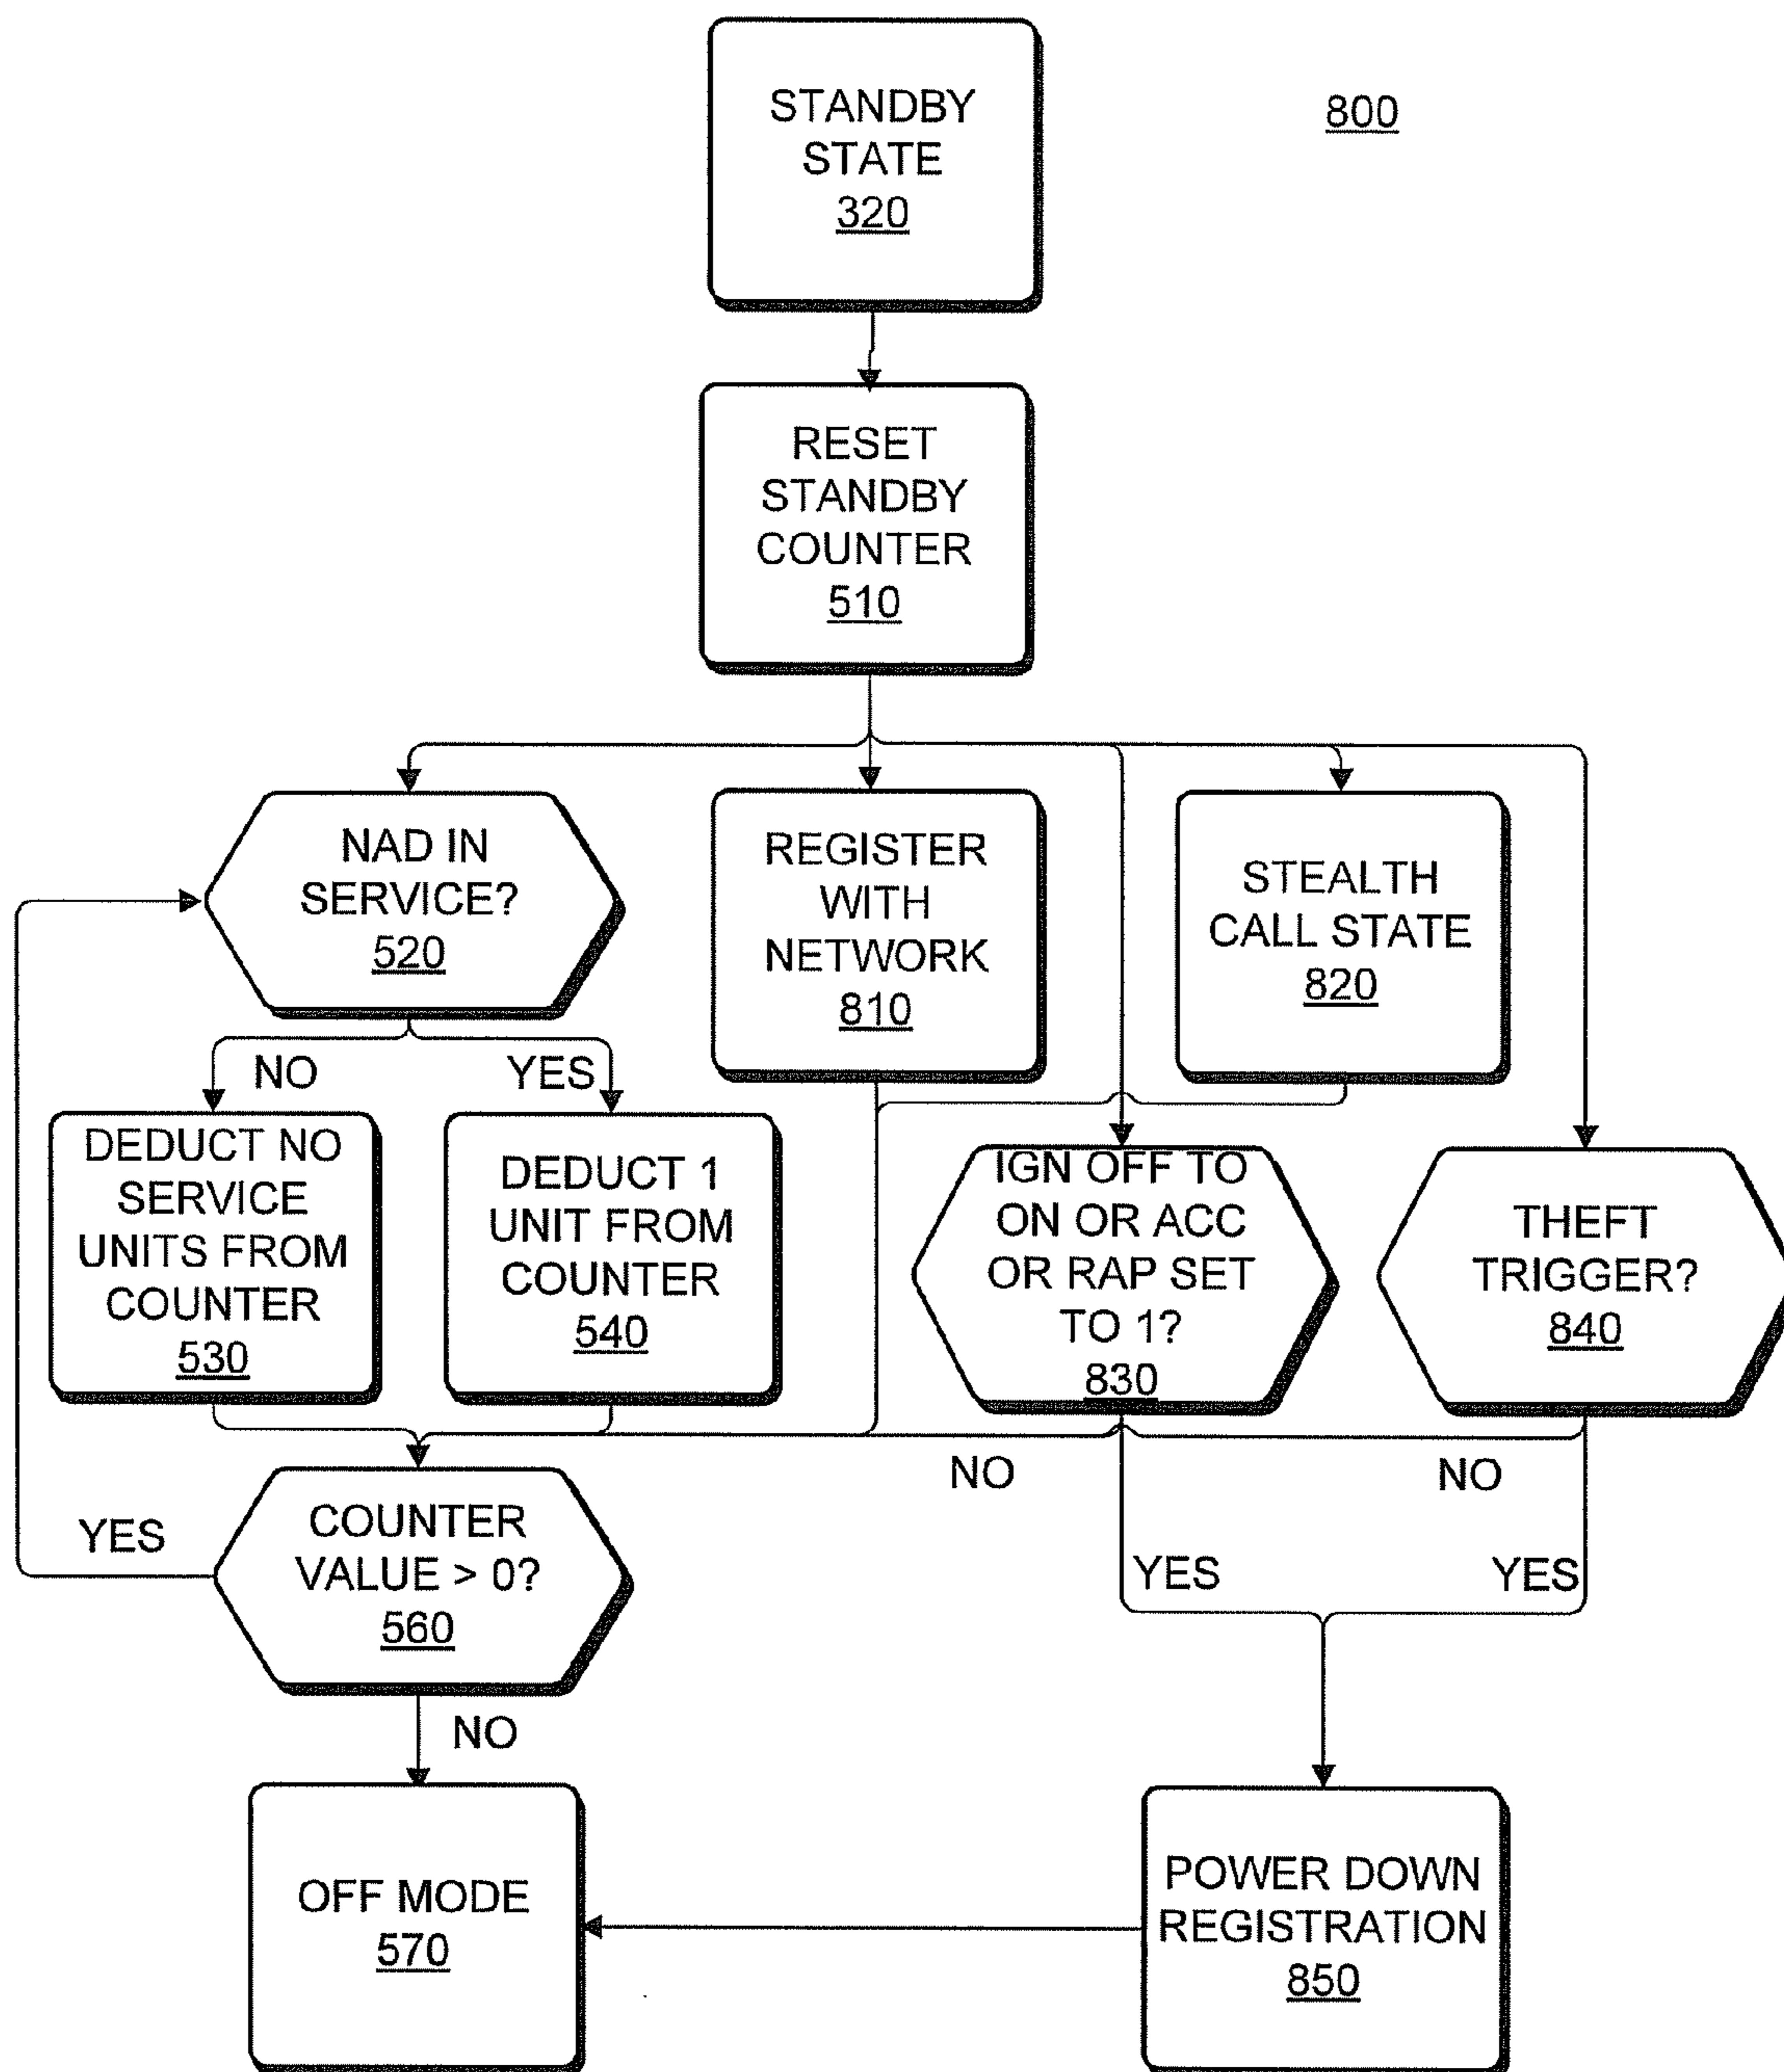 STANDBY
STATE
320
800
RESET
STANDBY
COUNTER
510
NAD IN
SERVICE?
520
REGISTER
WITH
NETWORK
810
STEALTH
CALL STATE
820
NO
YES
DEDUCT NO
SERVICE
UNITS FROM
COUNTER
530
DEDUCT 1
UNIT FROM
COUNTER
540
IGN OFF TO
ON OR ACC
OR RAP SET
TO 1?
830
THEFT
TRIGGER?
840
NO
NO
YES
COUNTER
VALUE > 0?
560
YES
YES
NO
OFF MODE
570
POWER DOWN
REGISTRATION
850